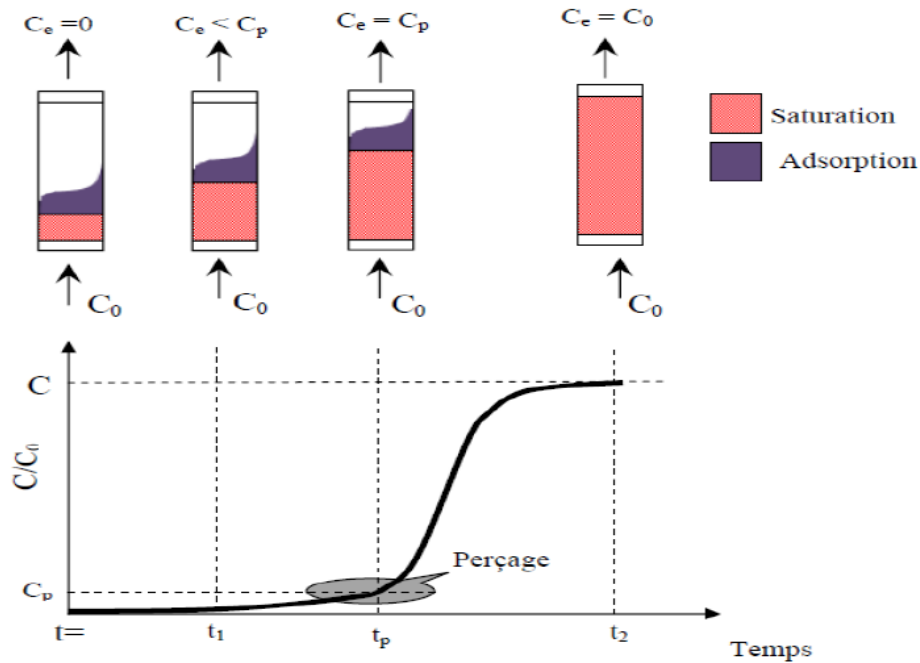 Cₑ =0
Cₑ < Cₚ
Cₑ = Cₚ
Cₑ = C₀
Saturation
Adsorption
C₀
C₀
C₀
C₀
C
C/C₀
Perçage
Cₚ
t=
t₁
tₚ
t₂
Temps